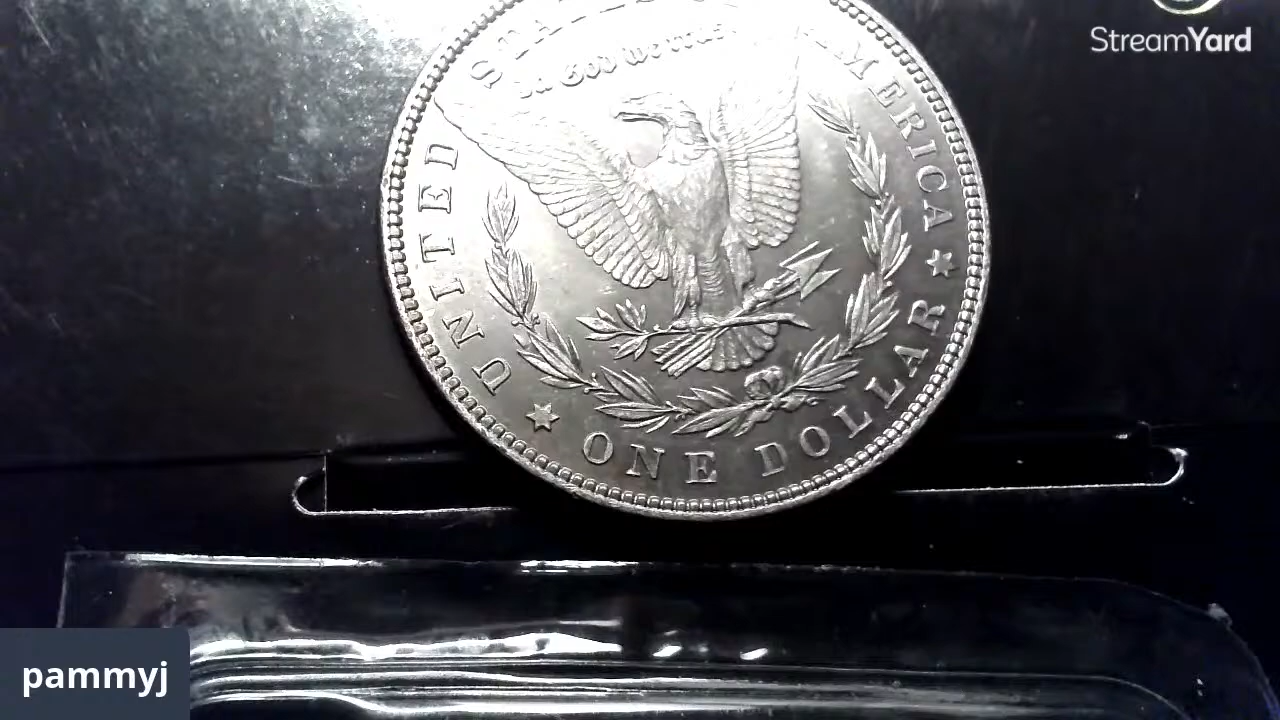 StreamYard
UNITED STATES OF AMERICA
In God we trust
ONE DOLLAR
pammyj